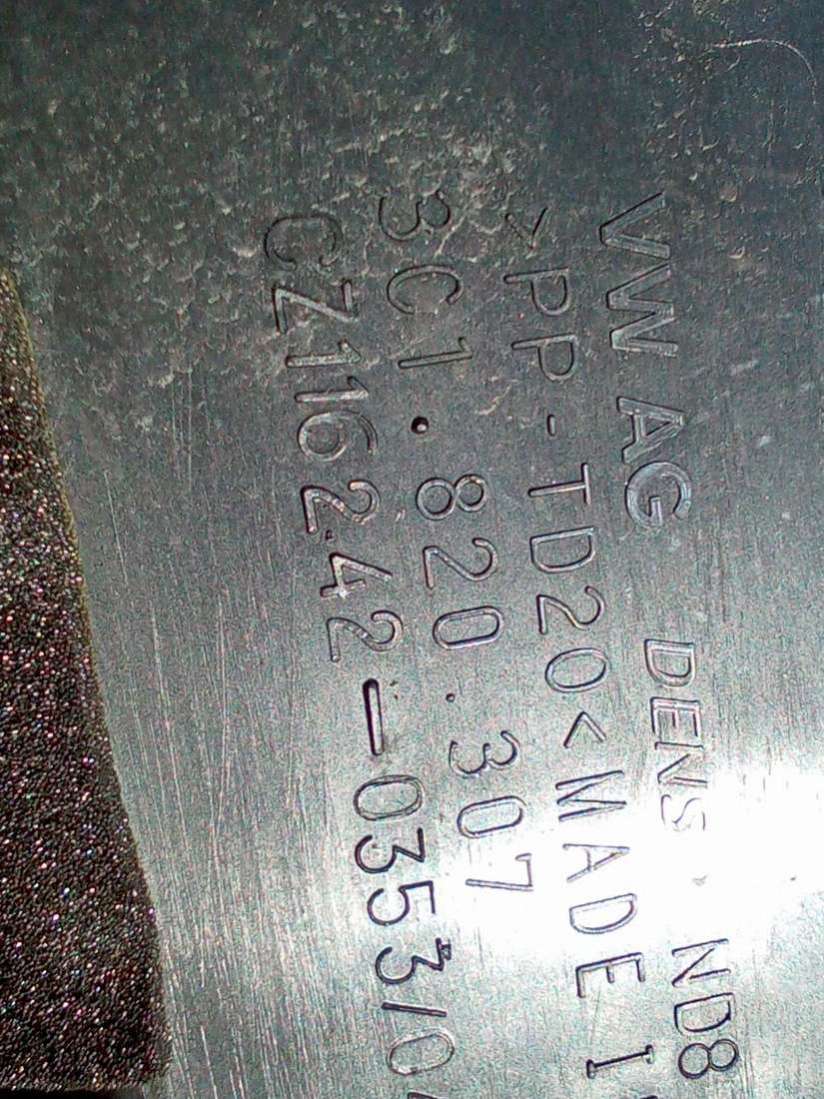 VW AG DENS ND8
>PP-TD20< MADE I
3C1.820.307
CZ116242-0353/0